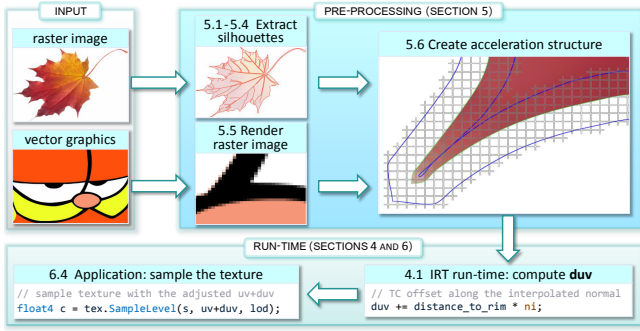 INPUT
PRE-PROCESSING (SECTION 5)
raster image
5.1-5.4 Extract
silhouettes
5.6 Create acceleration structure
vector graphics
5.5 Render
raster image
RUN-TIME (SECTIONS 4 AND 6)
6.4 Application: sample the texture
// sample texture with the adjusted uv+duv
float4 c = tex.SampleLevel(s, uv+duv, lod);
4.1 IRT run-time: compute duv
// TC offset along the interpolated normal
duv += distance_to_rim * ni;